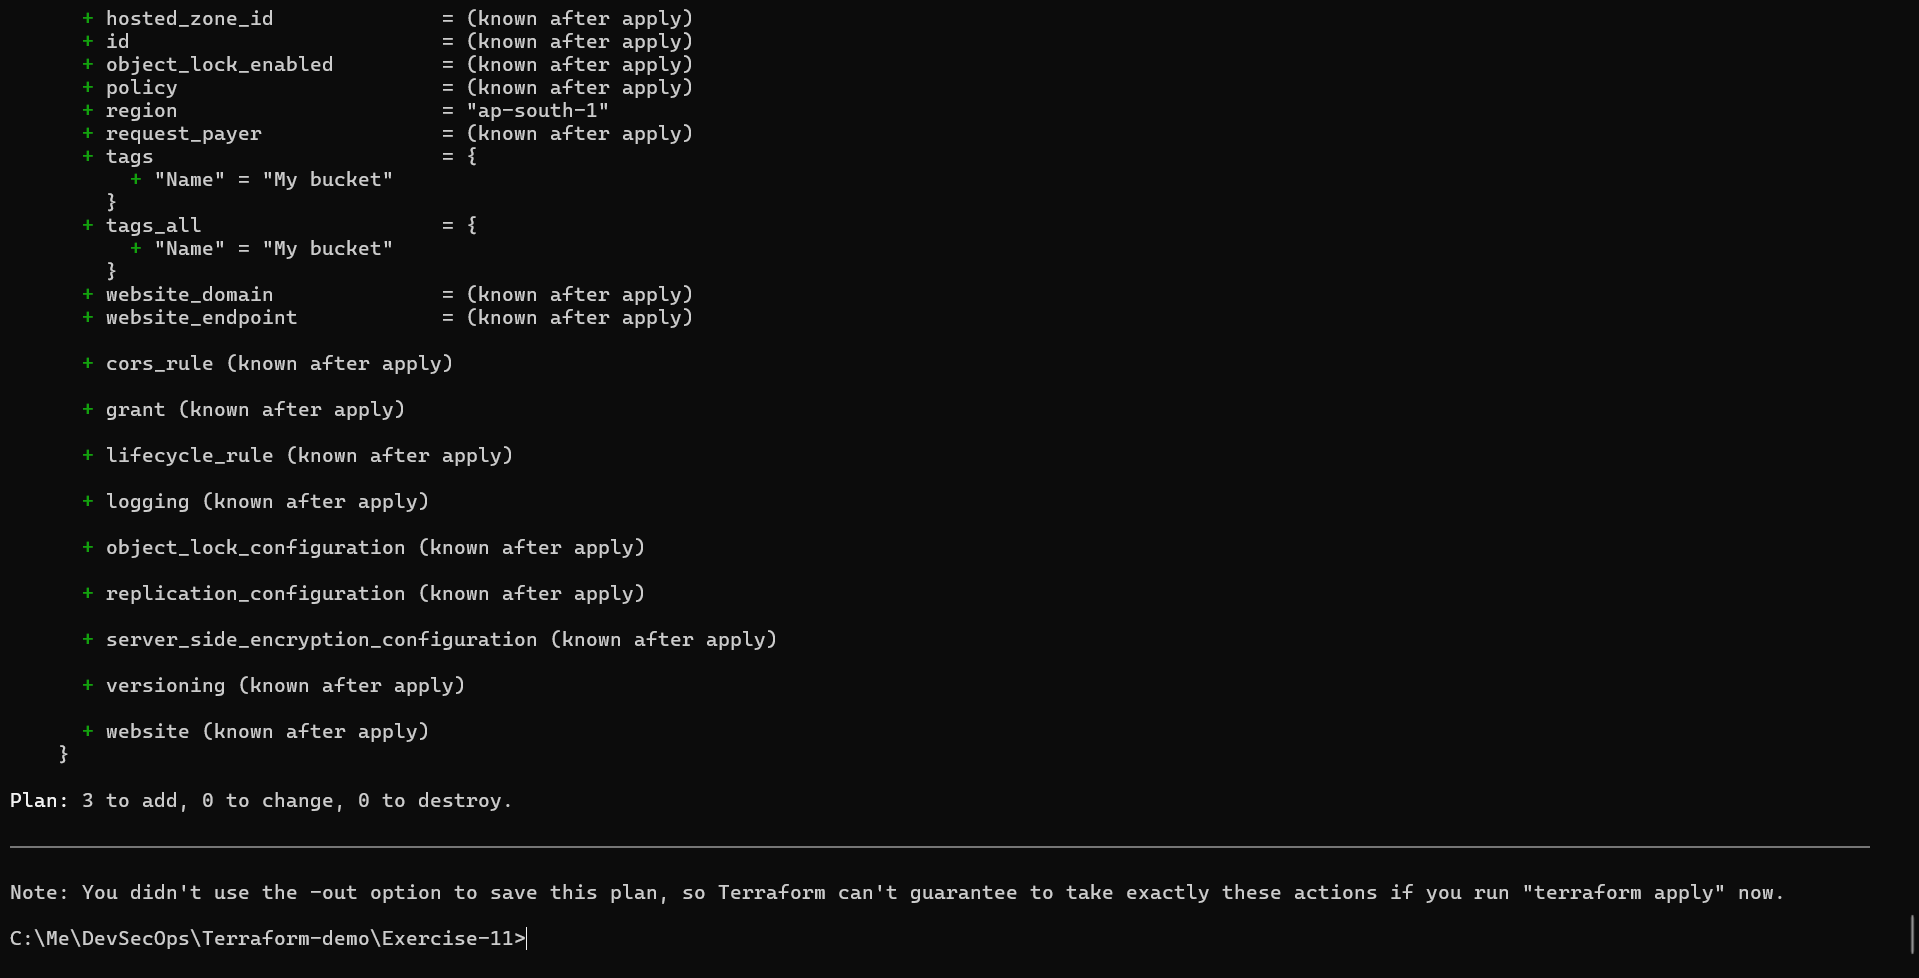 + hosted_zone_id = (known after apply)
+ id = (known after apply)
+ object_lock_enabled = (known after apply)
+ policy = (known after apply)
+ region = "ap-south-1"
+ request_payer = (known after apply)
+ tags = {
+ "Name" = "My bucket"
}
+ tags_all = {
+ "Name" = "My bucket"
}
+ website_domain = (known after apply)
+ website_endpoint = (known after apply)
+ cors_rule (known after apply)
+ grant (known after apply)
+ lifecycle_rule (known after apply)
+ logging (known after apply)
+ object_lock_configuration (known after apply)
+ replication_configuration (known after apply)
+ server_side_encryption_configuration (known after apply)
+ versioning (known after apply)
+ website (known after apply)
}
Plan: 3 to add, 0 to change, 0 to destroy.
Note: You didn't use the -out option to save this plan, so Terraform can't guarantee to take exactly these actions if you run "terraform apply" now.
C:\Me\DevSecOps\Terraform-demo\Exercise-11>